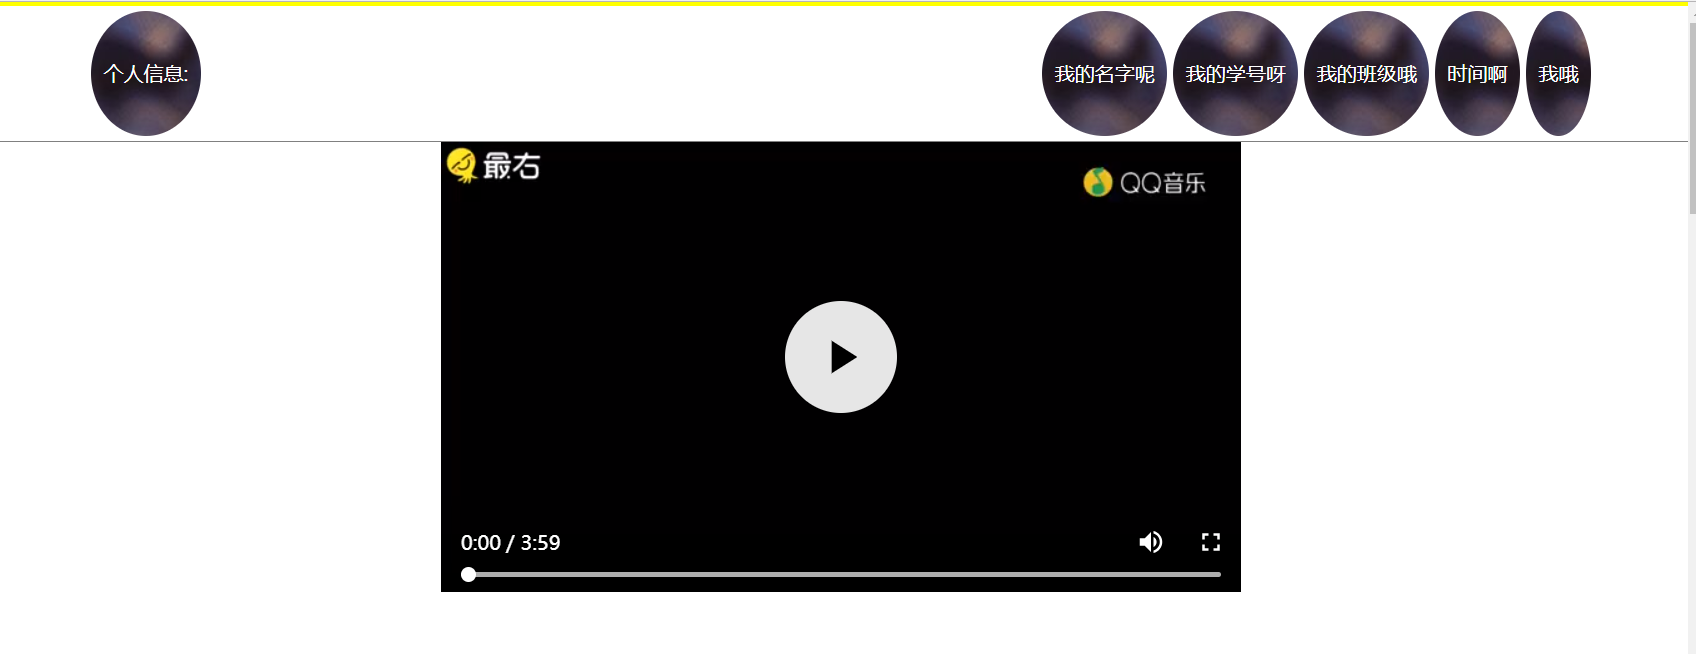 个人信息:
我的名字呢
我的学号呀
我的班级哦
时间啊
我哦
最右
QQ音乐
0:00 / 3:59